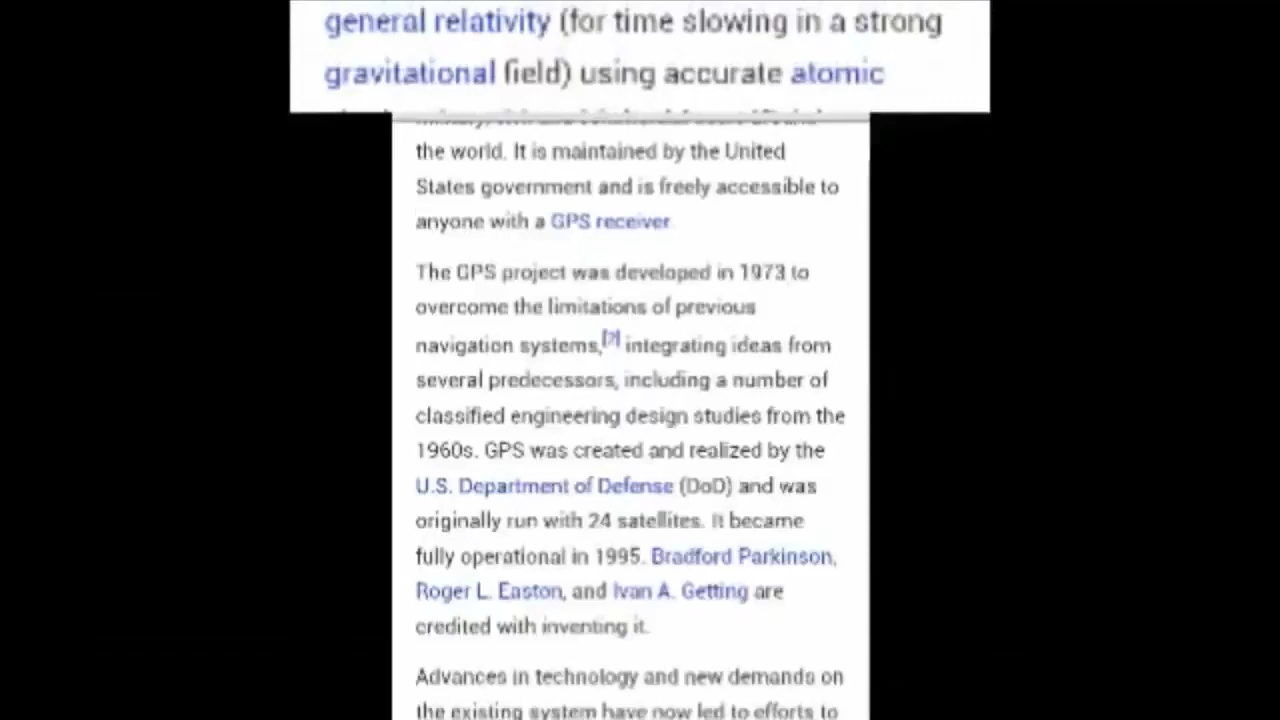 general relativity (for time slowing in a strong
gravitational field) using accurate atomic
the world. It is maintained by the United
States government and is freely accessible to
anyone with a GPS receiver.
The GPS project was developed in 1973 to
overcome the limitations of previous
navigation systems,[2] integrating ideas from
several predecessors, including a number of
classified engineering design studies from the
1960s. GPS was created and realized by the
U.S. Department of Defense (DoD) and was
originally run with 24 satellites. It became
fully operational in 1995. Bradford Parkinson,
Roger L. Easton, and Ivan A. Getting are
credited with inventing it.
Advances in technology and new demands on
the existing system have now led to efforts to